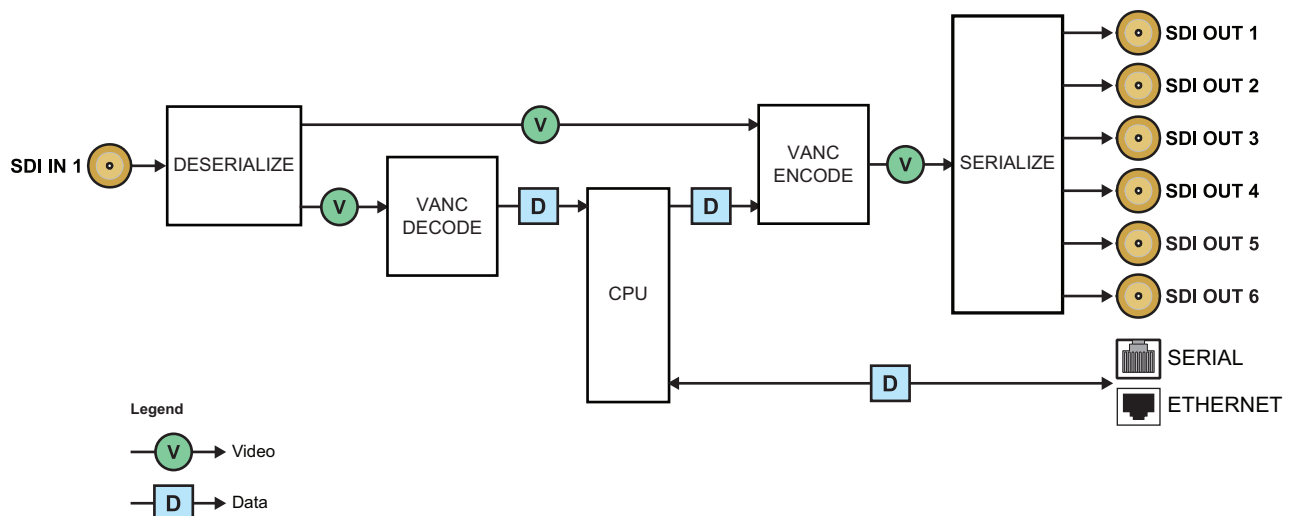 SDI IN 1
DESERIALIZE
V
V
VANC
DECODE
D
CPU
D
VANC
ENCODE
V
SERIALIZE
SDI OUT 1
SDI OUT 2
SDI OUT 3
SDI OUT 4
SDI OUT 5
SDI OUT 6
D
SERIAL
ETHERNET
Legend
V Video
D Data